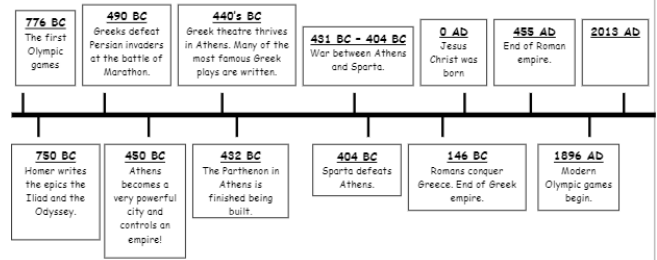 776 BC
The first
Olympic
games
490 BC
Greeks defeat
Persian invaders
at the battle of
Marathon.
440's BC
Greek theatre thrives
in Athens. Many of the
most famous Greek
plays are written.
431 BC – 404 BC
War between Athens
and Sparta.
0 AD
Jesus
Christ was
born
455 AD
End of Roman
empire.
2013 AD
750 BC
Homer writes
the epics the
Iliad and the
Odyssey.
450 BC
Athens
becomes a
very powerful
city and
controls an
empire!
432 BC
The Parthenon in
Athens is
finished being
built.
404 BC
Sparta defeats
Athens.
146 BC
Romans conquer
Greece. End of Greek
empire.
1896 AD
Modern
Olympic games
begin.